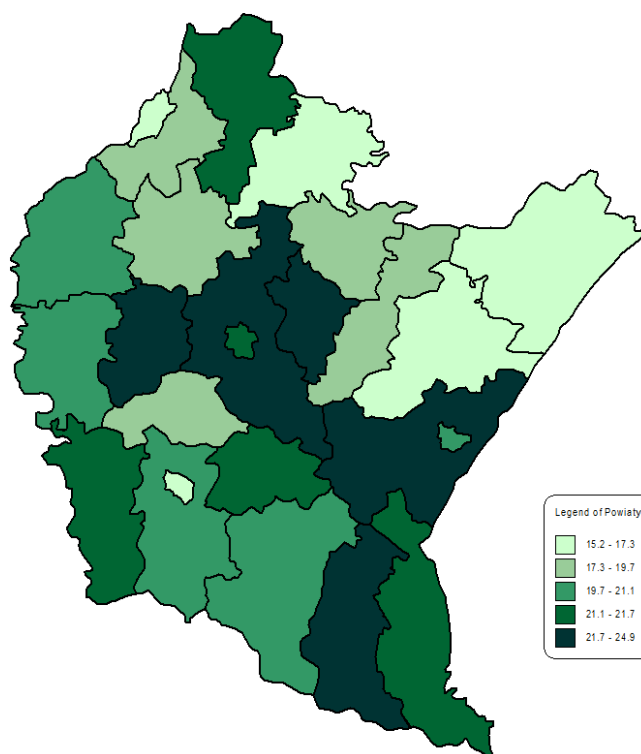 Legend of Powiaty
15.2 - 17.3
17.3 - 19.7
19.7 - 21.1
21.1 - 21.7
21.7 - 24.9